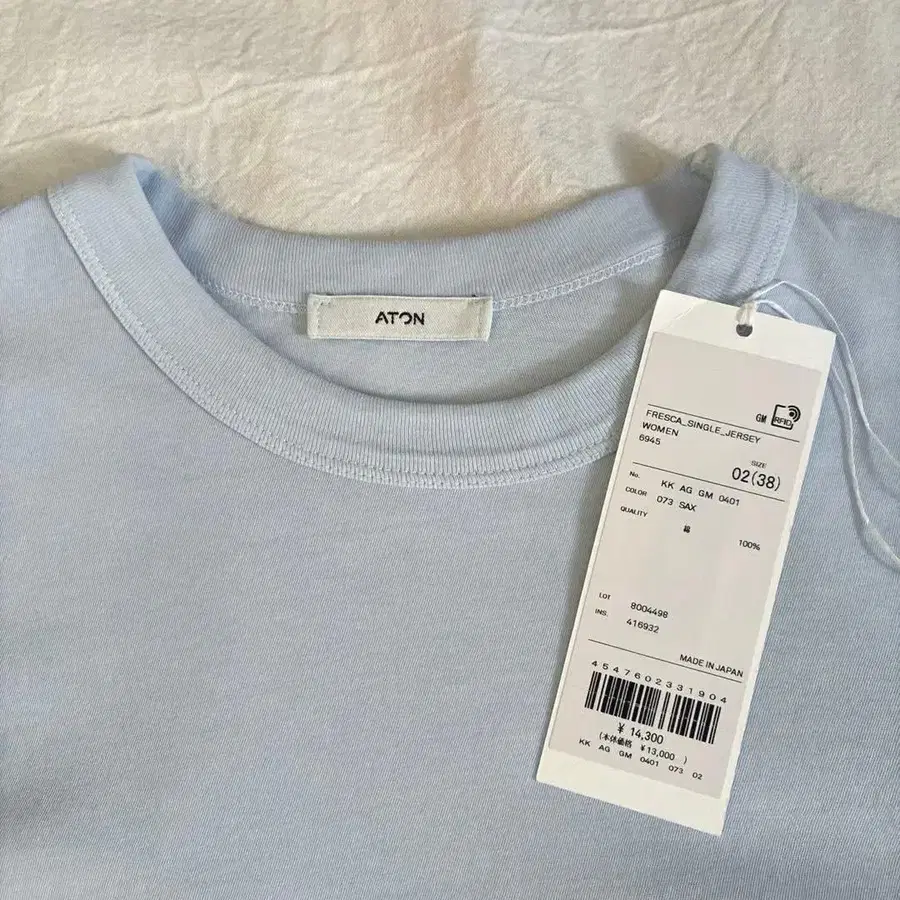 ATON
GM RFID
FRESCA_SINGLE_JERSEY
WOMEN
6945
SIZE
02(38)
No. KK AG GM 0401
COLOR 073 SAX
QUALITY
綿 100%
LOT 8004498
INS. 416932
MADE IN JAPAN
4547602331904
¥ 14,300
(本体価格 ¥13,000 )
KK AG GM 0401 073 02